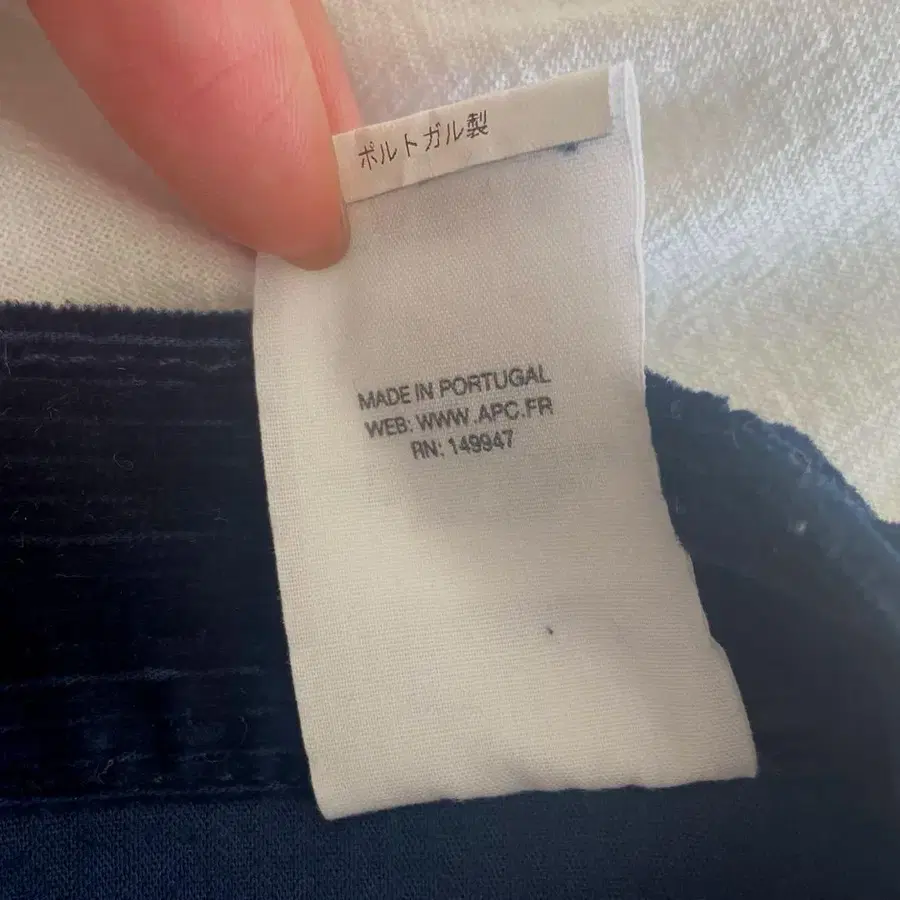 ポルトガル製
MADE IN PORTUGAL
WEB: WWW.APC.FR
RN: 149947